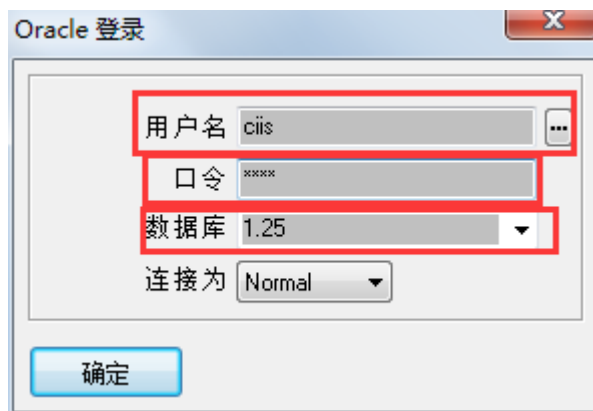 Oracle 登录
用户名 ciis ...
口令 ****
数据库 1.25
连接为 Normal
确定